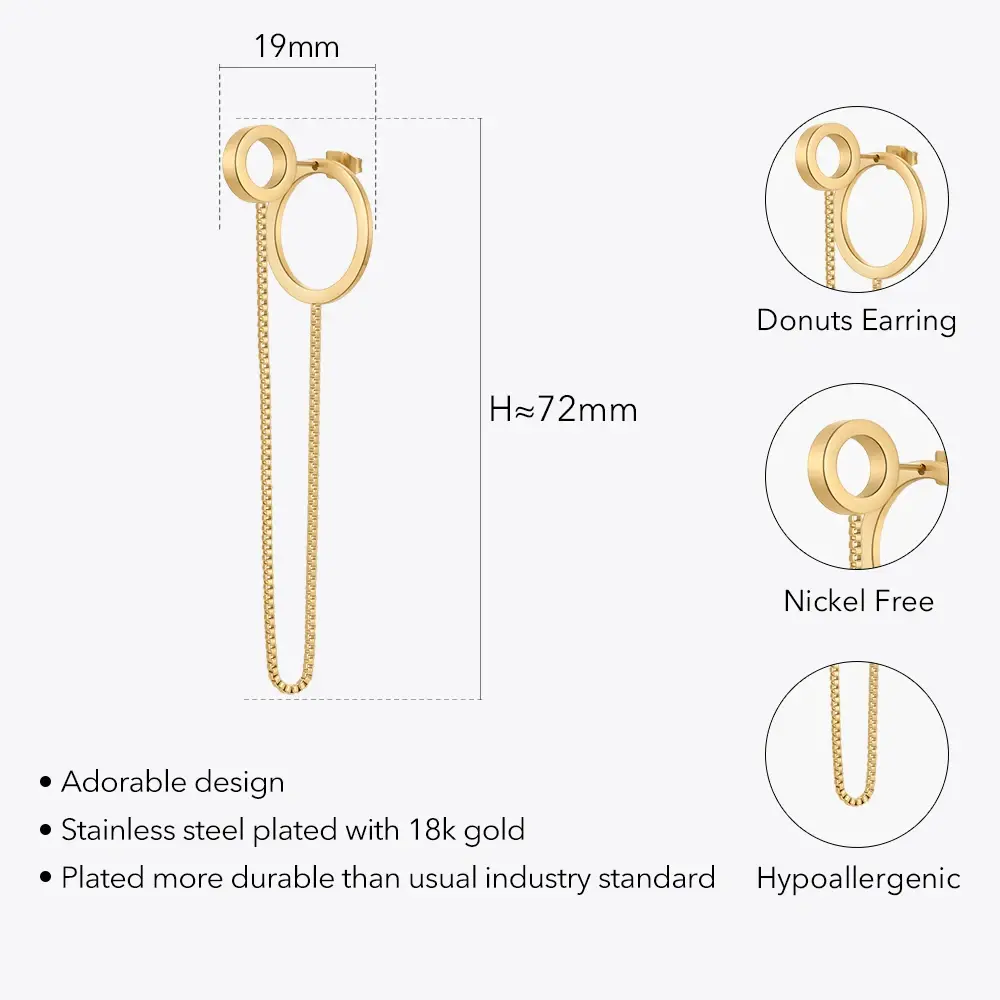 19mm
H≈72mm
Donuts Earring
Nickel Free
Hypoallergenic
• Adorable design
• Stainless steel plated with 18k gold
• Plated more durable than usual industry standard